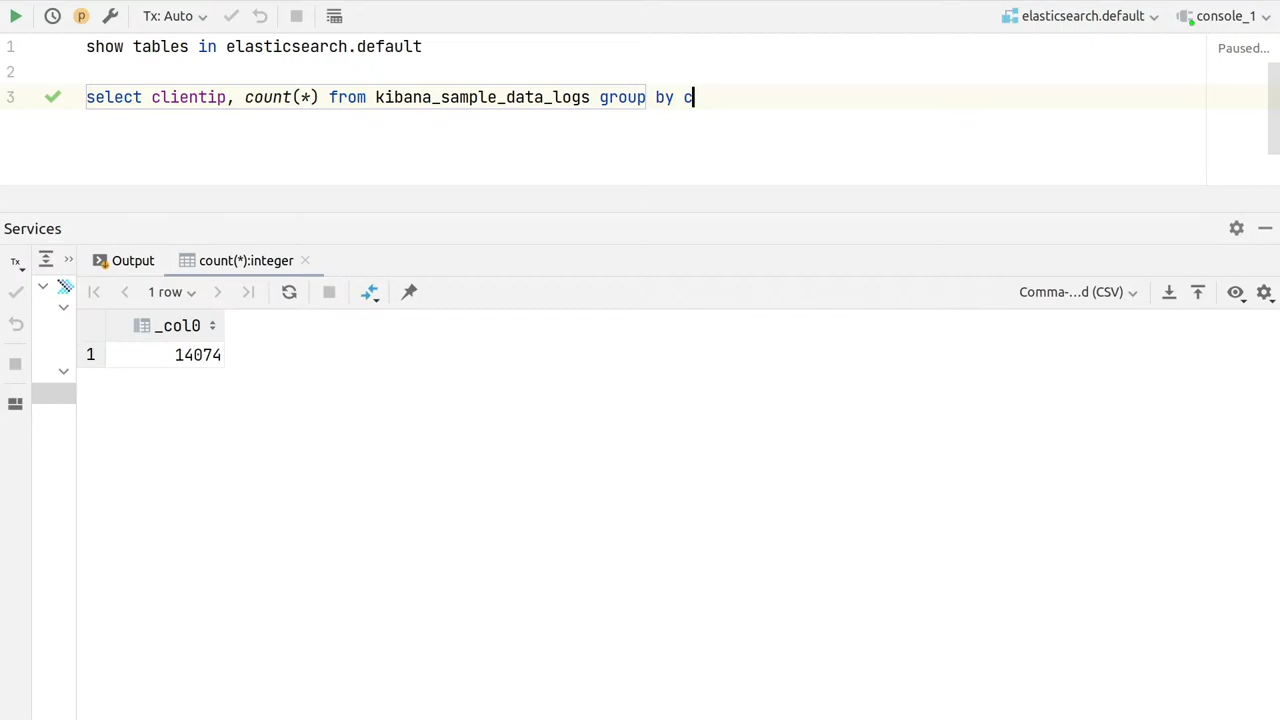 p Tx: Auto elasticsearch.default console_1
1 show tables in elasticsearch.default Paused...
2
3 select clientip, count(*) from kibana_sample_data_logs group by c
Services
Tx » Output count(*):integer
1 row Comma-...d (CSV)
_col0
1 14074